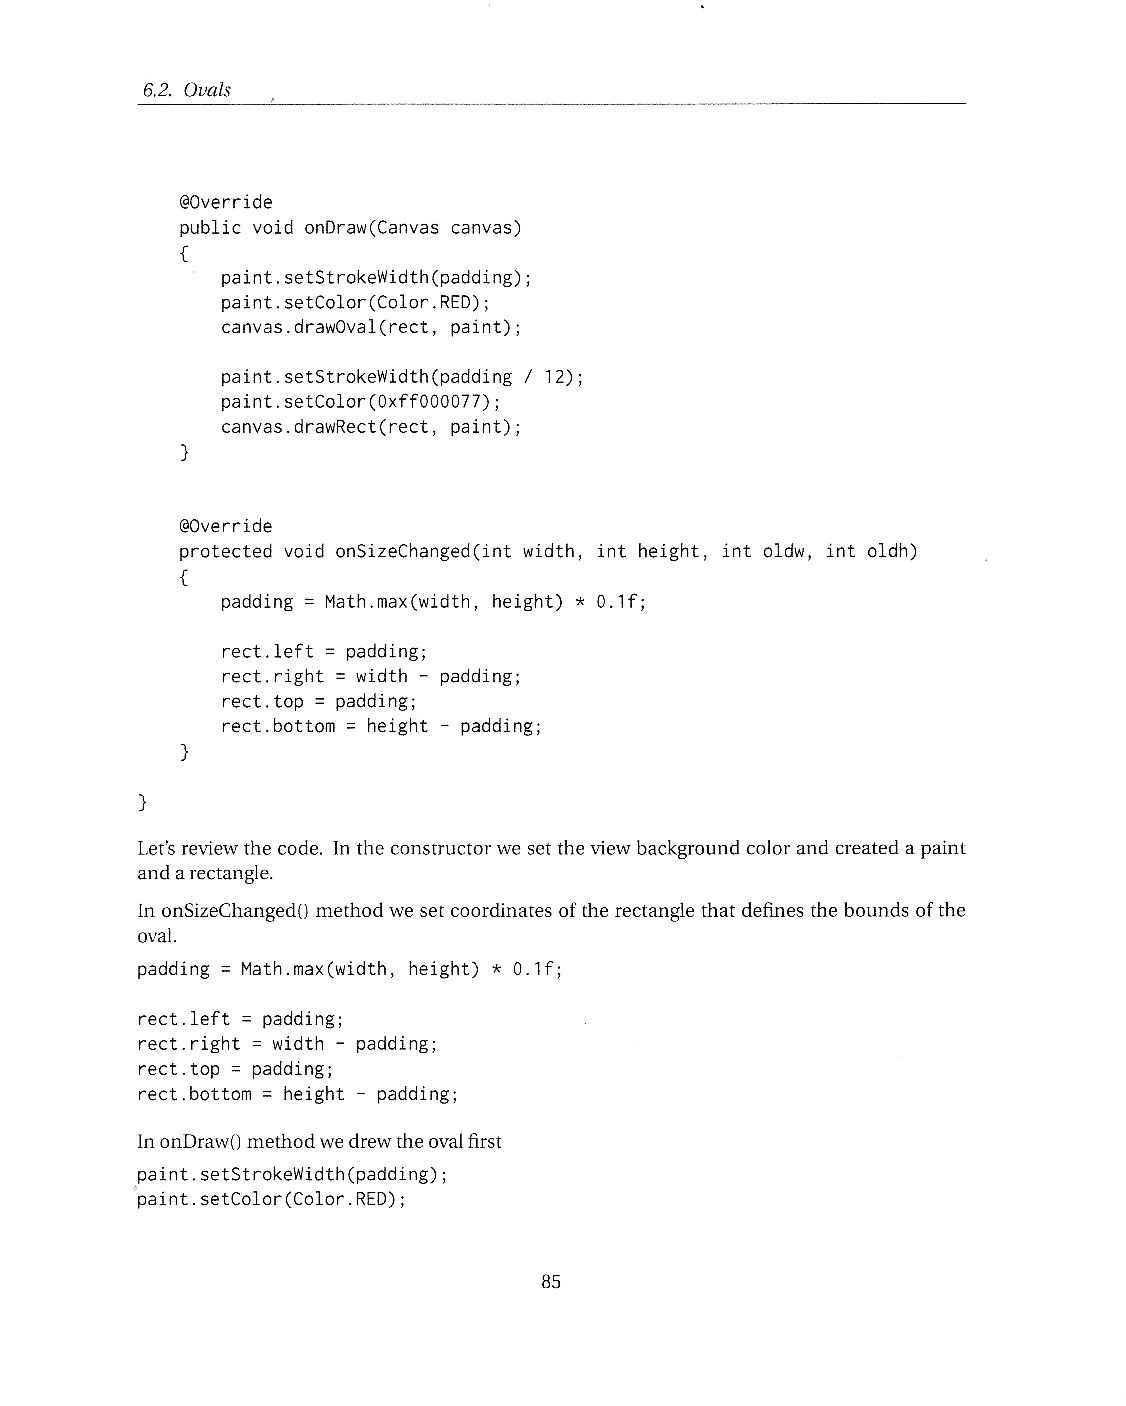 6.2. Ovals
@Override
public void onDraw(Canvas canvas)
{
paint.setStrokeWidth(padding);
paint.setColor(Color.RED);
canvas.drawOval(rect, paint);
paint.setStrokeWidth(padding / 12);
paint.setColor(0xff000077);
canvas.drawRect(rect, paint);
}
@Override
protected void onSizeChanged(int width, int height, int oldw, int oldh)
{
padding = Math.max(width, height) * 0.1f;
rect.left = padding;
rect.right = width - padding;
rect.top = padding;
rect.bottom = height - padding;
}
}
Let's review the code. In the constructor we set the view background color and created a paint
and a rectangle.
In onSizeChanged() method we set coordinates of the rectangle that defines the bounds of the
oval.
padding = Math.max(width, height) * 0.1f;
rect.left = padding;
rect.right = width - padding;
rect.top = padding;
rect.bottom = height - padding;
In onDraw() method we drew the oval first
paint.setStrokeWidth(padding);
paint.setColor(Color.RED);
85